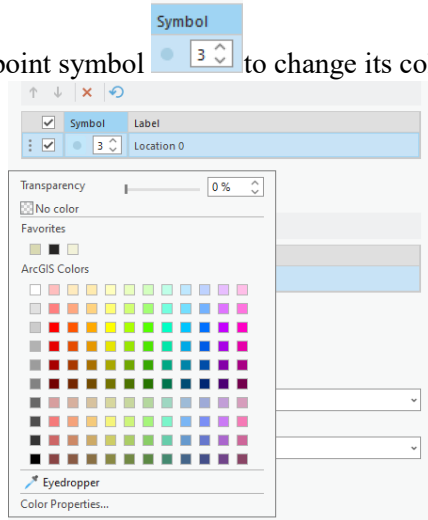 Symbol
point symbol 3 to change its co
Symbol Label
3 Location 0
Transparency 0 %
No color
Favorites
ArcGIS Colors
Eyedropper
Color Properties...